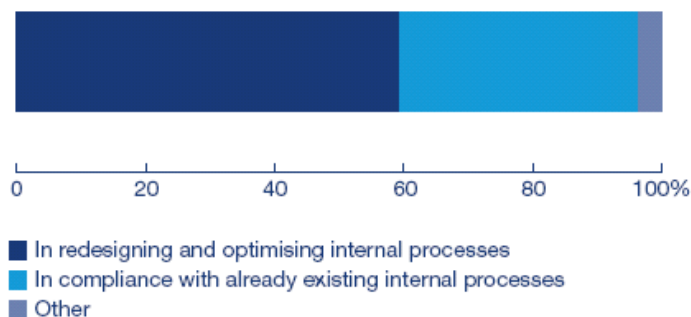 0 20 40 60 80 100%
In redesigning and optimising internal processes
In compliance with already existing internal processes
Other